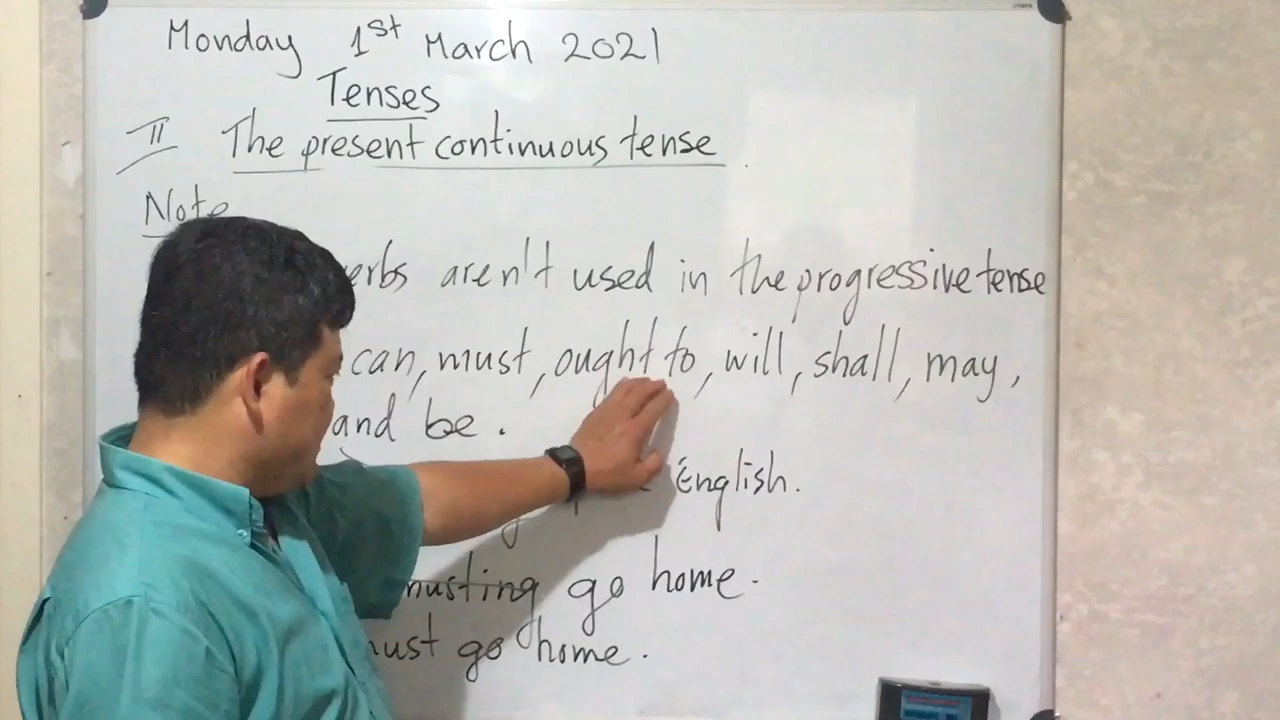 Monday 1st March 2021
Tenses
II The present continuous tense
Note
erbs aren't used in the progressive tense
can, must, ought to, will, shall, may,
and be.
English.
musting go home.
must go home.